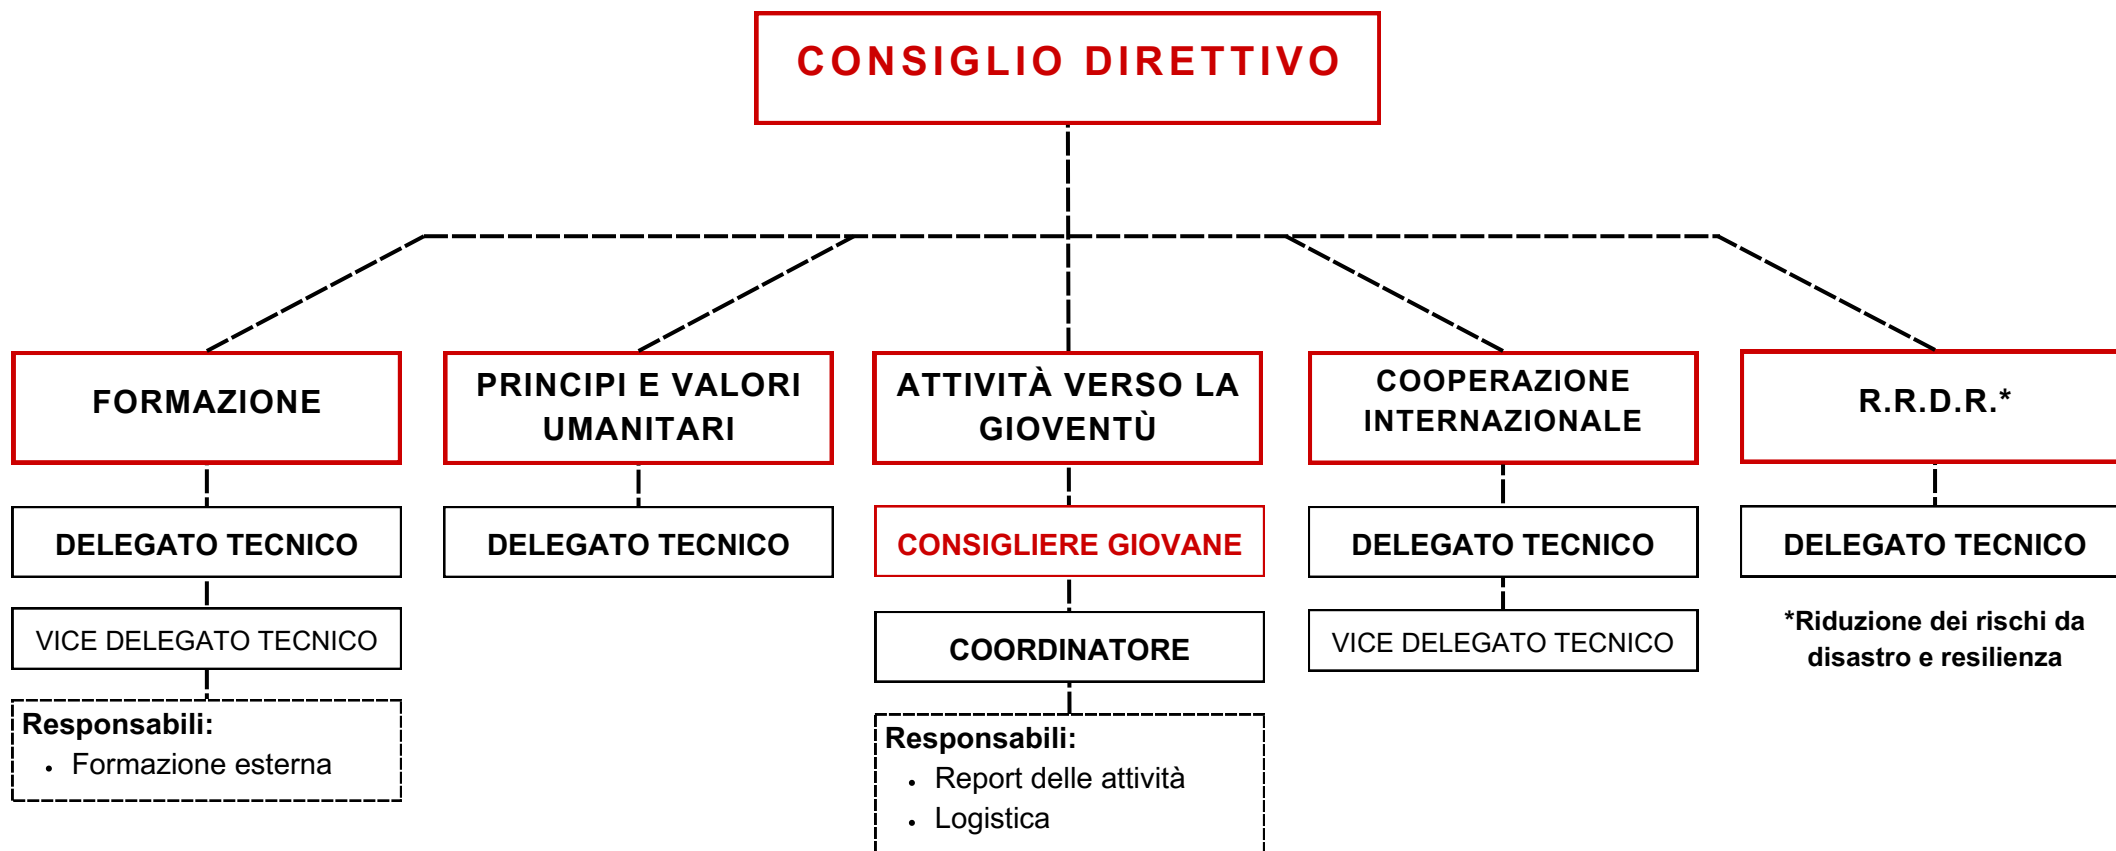 CONSIGLIO DIRETTIVO
FORMAZIONE
PRINCIPI E VALORI
UMANITARI
ATTIVITÀ VERSO LA
GIOVENTÙ
COOPERAZIONE
INTERNAZIONALE
R.R.D.R.*
DELEGATO TECNICO
DELEGATO TECNICO
CONSIGLIERE GIOVANE
DELEGATO TECNICO
DELEGATO TECNICO
VICE DELEGATO TECNICO
COORDINATORE
VICE DELEGATO TECNICO
*Riduzione dei rischi da
disastro e resilienza
Responsabili:
• Formazione esterna
Responsabili:
• Report delle attività
• Logistica